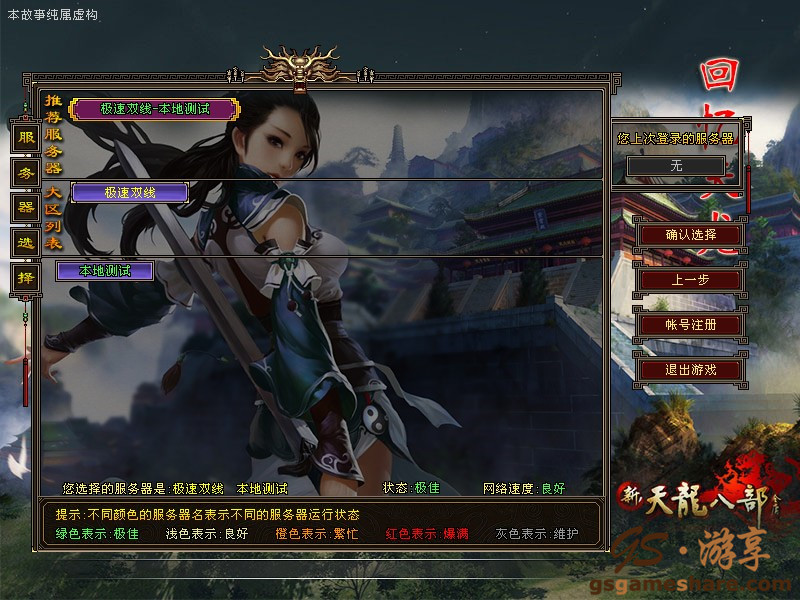 本故事纯属虚构
推荐服务器
极速双线-本地测试
服务器选择
大区列表
极速双线
本地测试
回忆天龙
您上次登录的服务器
无
确认选择
上一步
帐号注册
退出游戏
您选择的服务器是:极速双线 本地测试 状态:极佳 网络速度:良好
提示:不同颜色的服务器名表示不同的服务器运行状态
绿色表示:极佳 浅色表示:良好 橙色表示:繁忙 红色表示:爆满 灰色表示:维护
新天龍八部
GS·游享
gsgamestars.com